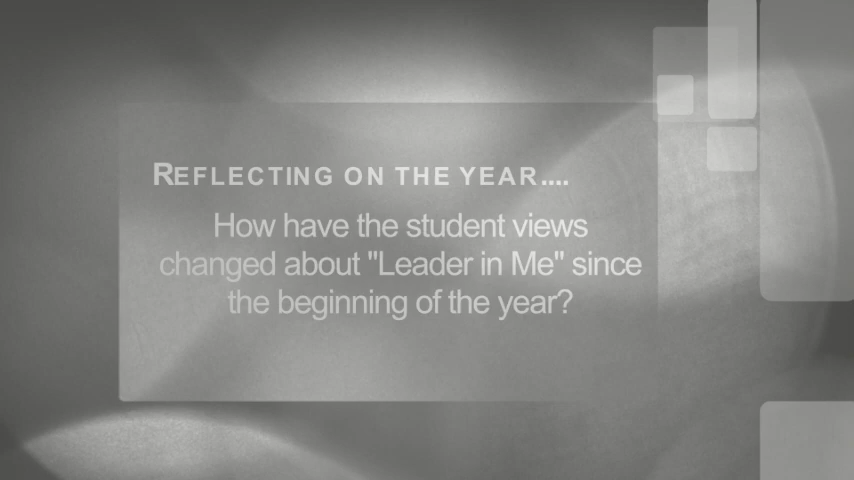 REFLECTING ON THE YEAR....
How have the student views
changed about "Leader in Me" since
the beginning of the year?